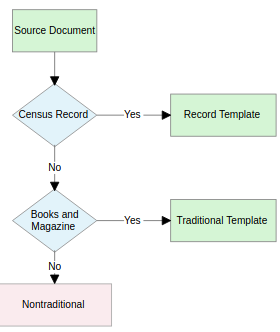 Source Document
Census Record
Yes
Record Template
No
Books and
Magazine
Yes
Traditional Template
No
Nontraditional